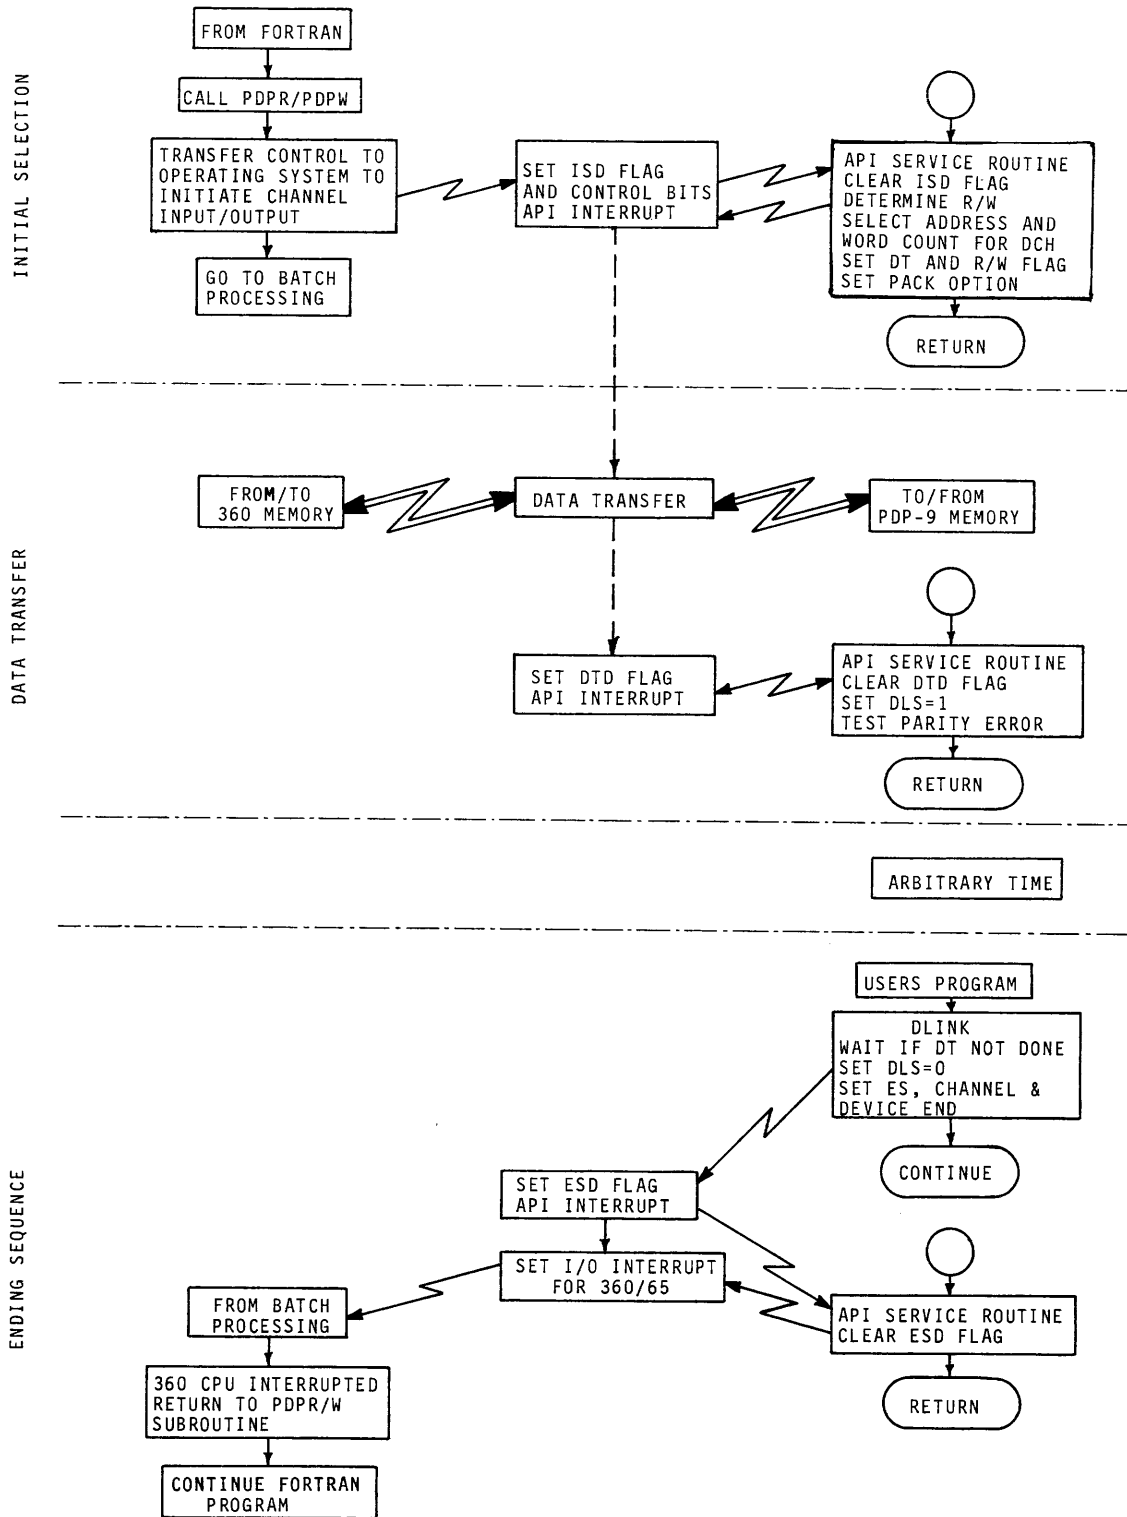 INITIAL SELECTION
FROM FORTRAN
CALL PDPR/PDPW
TRANSFER CONTROL TO
OPERATING SYSTEM TO
INITIATE CHANNEL
INPUT/OUTPUT
GO TO BATCH
PROCESSING
SET ISD FLAG
AND CONTROL BITS
API INTERRUPT
API SERVICE ROUTINE
CLEAR ISD FLAG
DETERMINE R/W
SELECT ADDRESS AND
WORD COUNT FOR DCH
SET DT AND R/W FLAG
SET PACK OPTION
RETURN
DATA TRANSFER
FROM/TO
360 MEMORY
DATA TRANSFER
TO/FROM
PDP-9 MEMORY
SET DTD FLAG
API INTERRUPT
API SERVICE ROUTINE
CLEAR DTD FLAG
SET DLS=1
TEST PARITY ERROR
RETURN
ARBITRARY TIME
ENDING SEQUENCE
USERS PROGRAM
DLINK
WAIT IF DT NOT DONE
SET DLS=0
SET ES, CHANNEL &
DEVICE END
CONTINUE
SET ESD FLAG
API INTERRUPT
SET I/O INTERRUPT
FOR 360/65
API SERVICE ROUTINE
CLEAR ESD FLAG
RETURN
FROM BATCH
PROCESSING
360 CPU INTERRUPTED
RETURN TO PDPR/W
SUBROUTINE
CONTINUE FORTRAN
PROGRAM